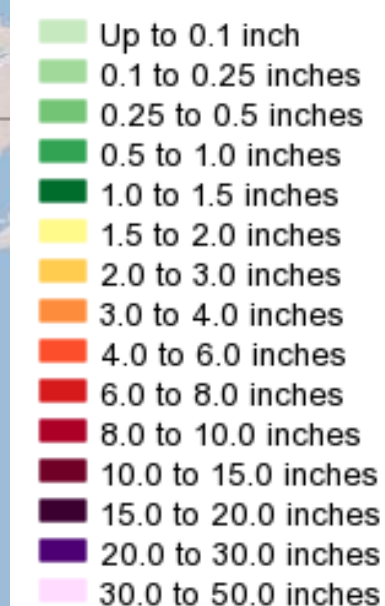 Up to 0.1 inch
0.1 to 0.25 inches
0.25 to 0.5 inches
0.5 to 1.0 inches
1.0 to 1.5 inches
1.5 to 2.0 inches
2.0 to 3.0 inches
3.0 to 4.0 inches
4.0 to 6.0 inches
6.0 to 8.0 inches
8.0 to 10.0 inches
10.0 to 15.0 inches
15.0 to 20.0 inches
20.0 to 30.0 inches
30.0 to 50.0 inches